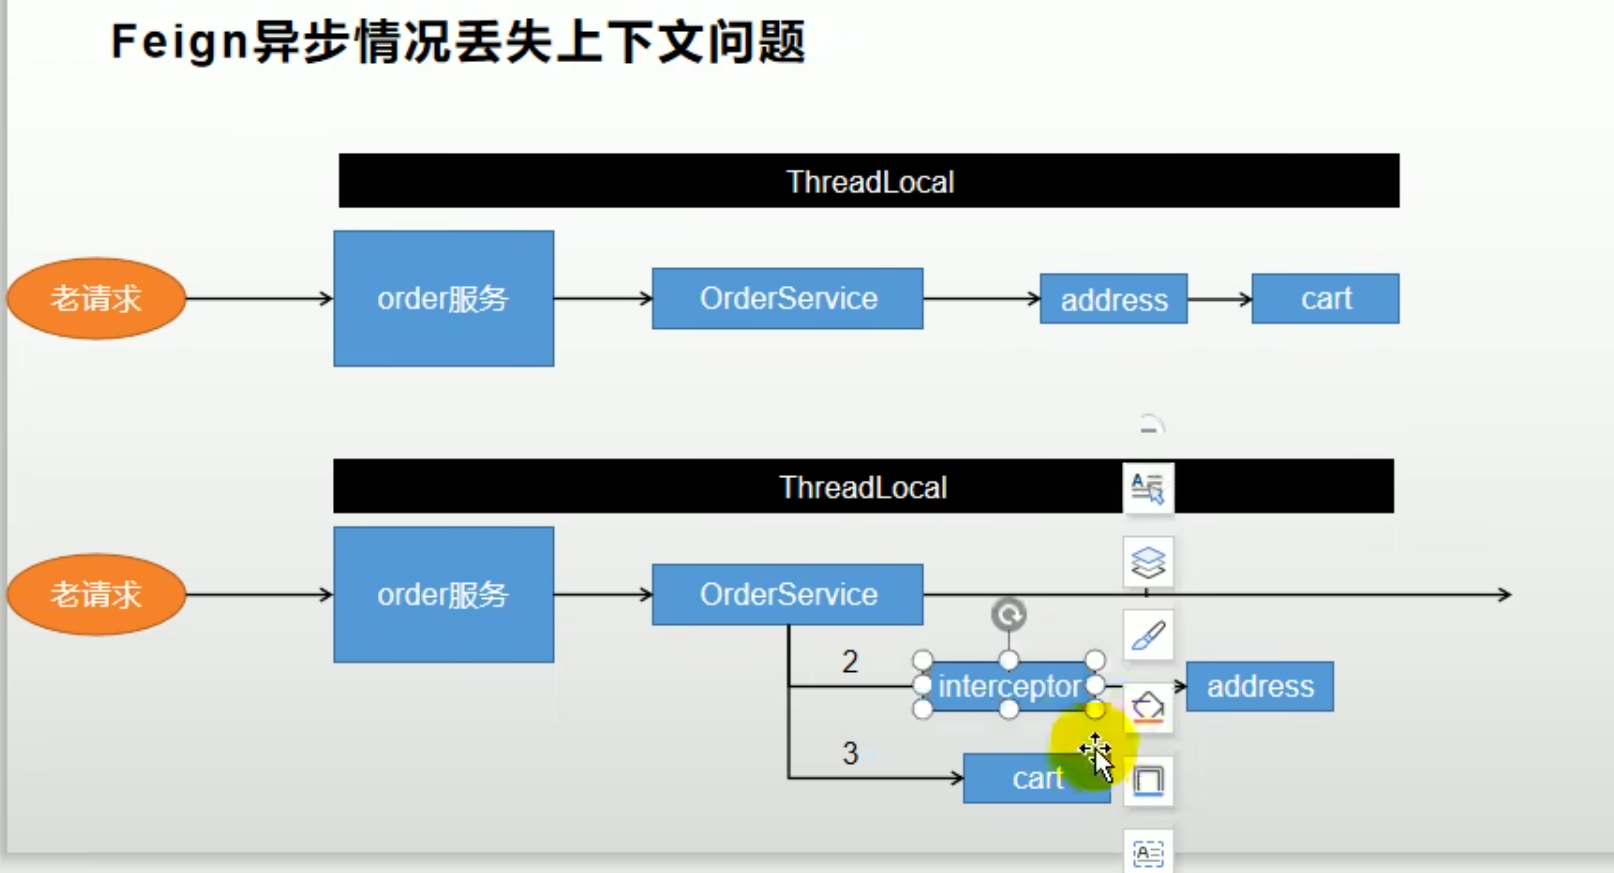 Feign异步情况丢失上下文问题
ThreadLocal
老请求
order服务
OrderService
address
cart
ThreadLocal
老请求
order服务
OrderService
2
interceptor
address
3
cart